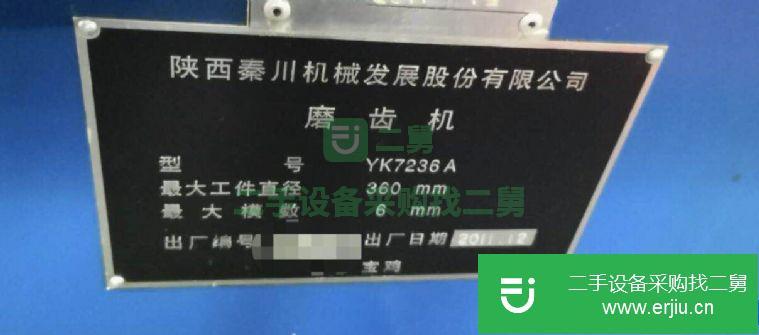 陕西秦川机械发展股份有限公司
磨齿机
二舅
型号 YK7236A
最大工件直径 360 mm
最大模数 6 mm
二手设备采购找二舅
出厂编号 出厂日期 2011.12
宝鸡
二手设备采购找二舅
www.erjiu.cn